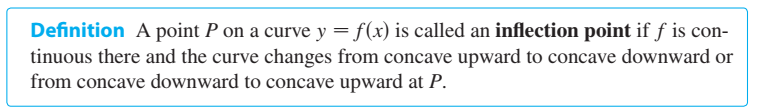 Definition A point P on a curve y = f(x) is called an inflection point if f is con-
tinuous there and the curve changes from concave upward to concave downward or
from concave downward to concave upward at P.